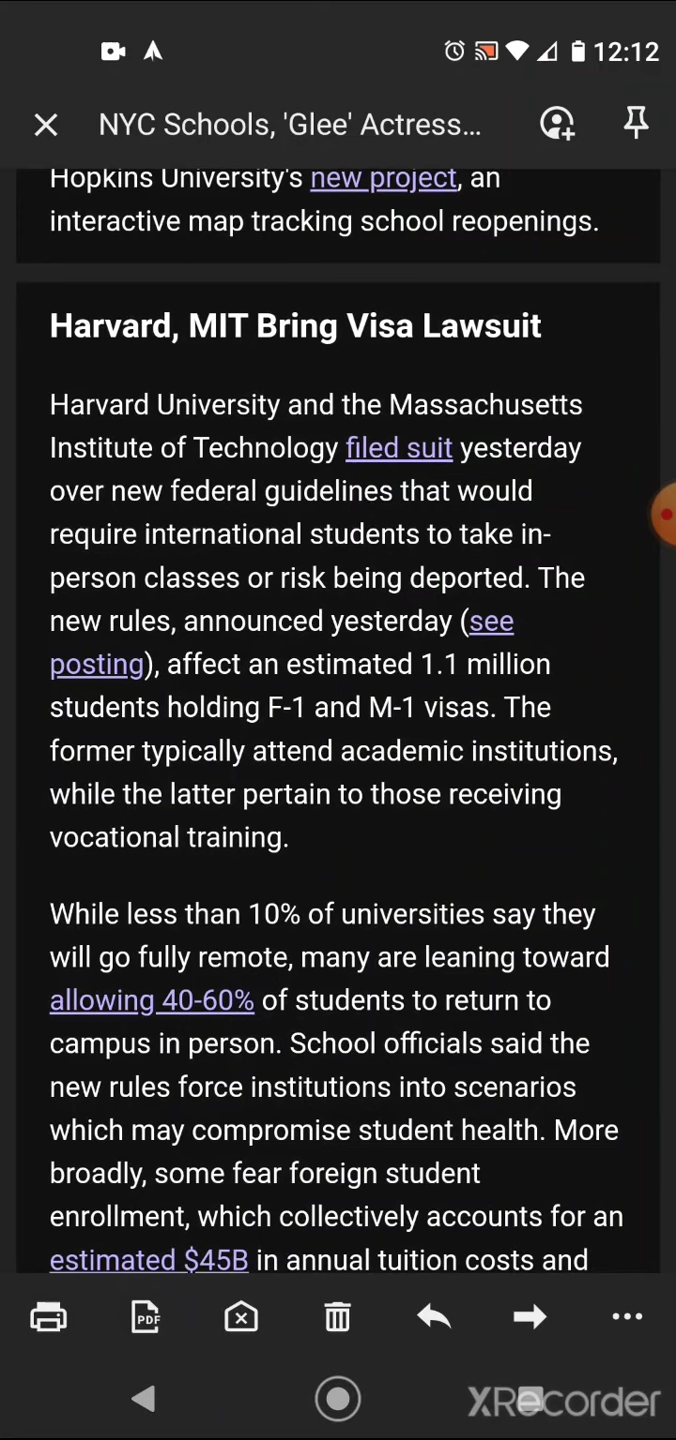 12:12
NYC Schools, 'Glee' Actress...
Hopkins University's new project, an
interactive map tracking school reopenings.
Harvard, MIT Bring Visa Lawsuit
Harvard University and the Massachusetts
Institute of Technology filed suit yesterday
over new federal guidelines that would
require international students to take in-
person classes or risk being deported. The
new rules, announced yesterday (see
posting), affect an estimated 1.1 million
students holding F-1 and M-1 visas. The
former typically attend academic institutions,
while the latter pertain to those receiving
vocational training.
While less than 10% of universities say they
will go fully remote, many are leaning toward
allowing 40-60% of students to return to
campus in person. School officials said the
new rules force institutions into scenarios
which may compromise student health. More
broadly, some fear foreign student
enrollment, which collectively accounts for an
estimated $45B in annual tuition costs and
PDF
XRecorder